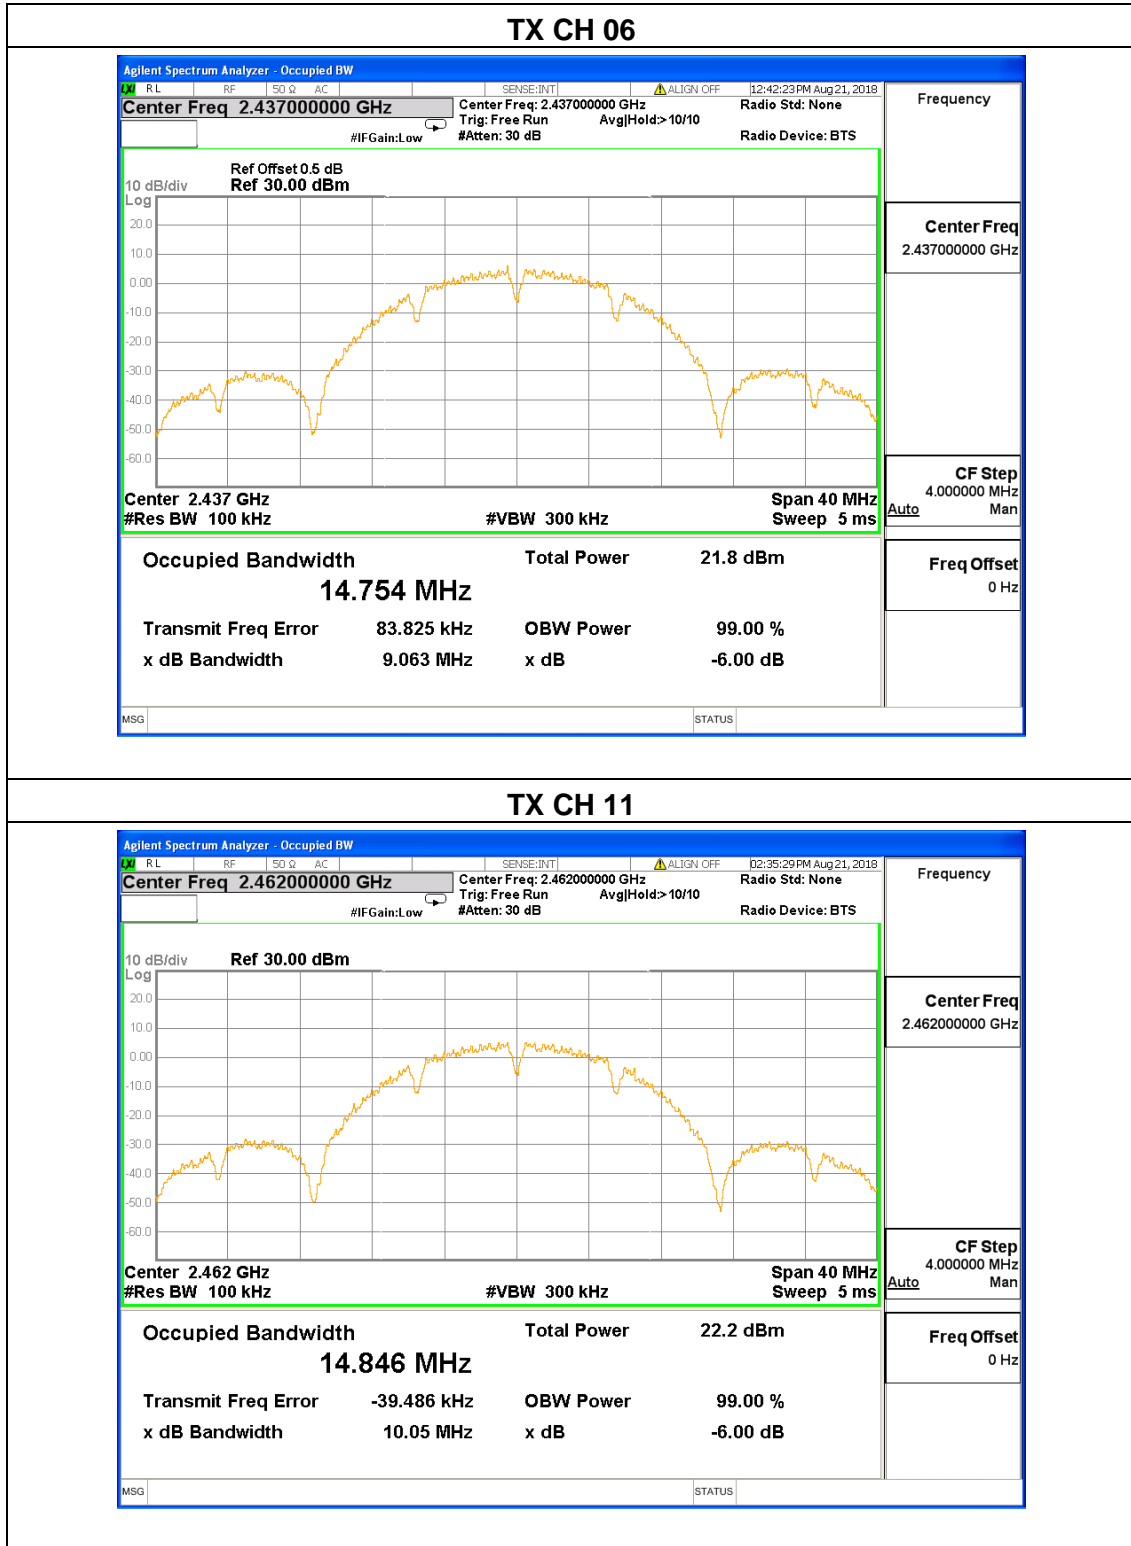 TX CH 06
Agilent Spectrum Analyzer - Occupied BW
LXI RL RF 50 Ω AC SENSE:INT ALIGN OFF 12:42:23 PM Aug 21, 2018
Center Freq 2.437000000 GHz
Center Freq: 2.437000000 GHz Radio Std: None
Trig: Free Run Avg|Hold:>10/10
#IFGain:Low #Atten: 30 dB Radio Device: BTS
Frequency
Ref Offset 0.5 dB
10 dB/div Ref 30.00 dBm
Log
20.0
10.0
0.00
-10.0
-20.0
-30.0
-40.0
-50.0
-60.0
Center Freq
2.437000000 GHz
Center 2.437 GHz Span 40 MHz
#Res BW 100 kHz #VBW 300 kHz Sweep 5 ms
CF Step
4.000000 MHz
Auto Man
Occupied Bandwidth Total Power 21.8 dBm
14.754 MHz
Freq Offset
0 Hz
Transmit Freq Error 83.825 kHz OBW Power 99.00 %
x dB Bandwidth 9.063 MHz x dB -6.00 dB
MSG STATUS
TX CH 11
Agilent Spectrum Analyzer - Occupied BW
LXI RL RF 50 Ω AC SENSE:INT ALIGN OFF 02:35:29 PM Aug 21, 2018
Center Freq 2.462000000 GHz
Center Freq: 2.462000000 GHz Radio Std: None
Trig: Free Run Avg|Hold:>10/10
#IFGain:Low #Atten: 30 dB Radio Device: BTS
Frequency
10 dB/div Ref 30.00 dBm
Log
20.0
10.0
0.00
-10.0
-20.0
-30.0
-40.0
-50.0
-60.0
Center Freq
2.462000000 GHz
Center 2.462 GHz Span 40 MHz
#Res BW 100 kHz #VBW 300 kHz Sweep 5 ms
CF Step
4.000000 MHz
Auto Man
Occupied Bandwidth Total Power 22.2 dBm
14.846 MHz
Freq Offset
0 Hz
Transmit Freq Error -39.486 kHz OBW Power 99.00 %
x dB Bandwidth 10.05 MHz x dB -6.00 dB
MSG STATUS